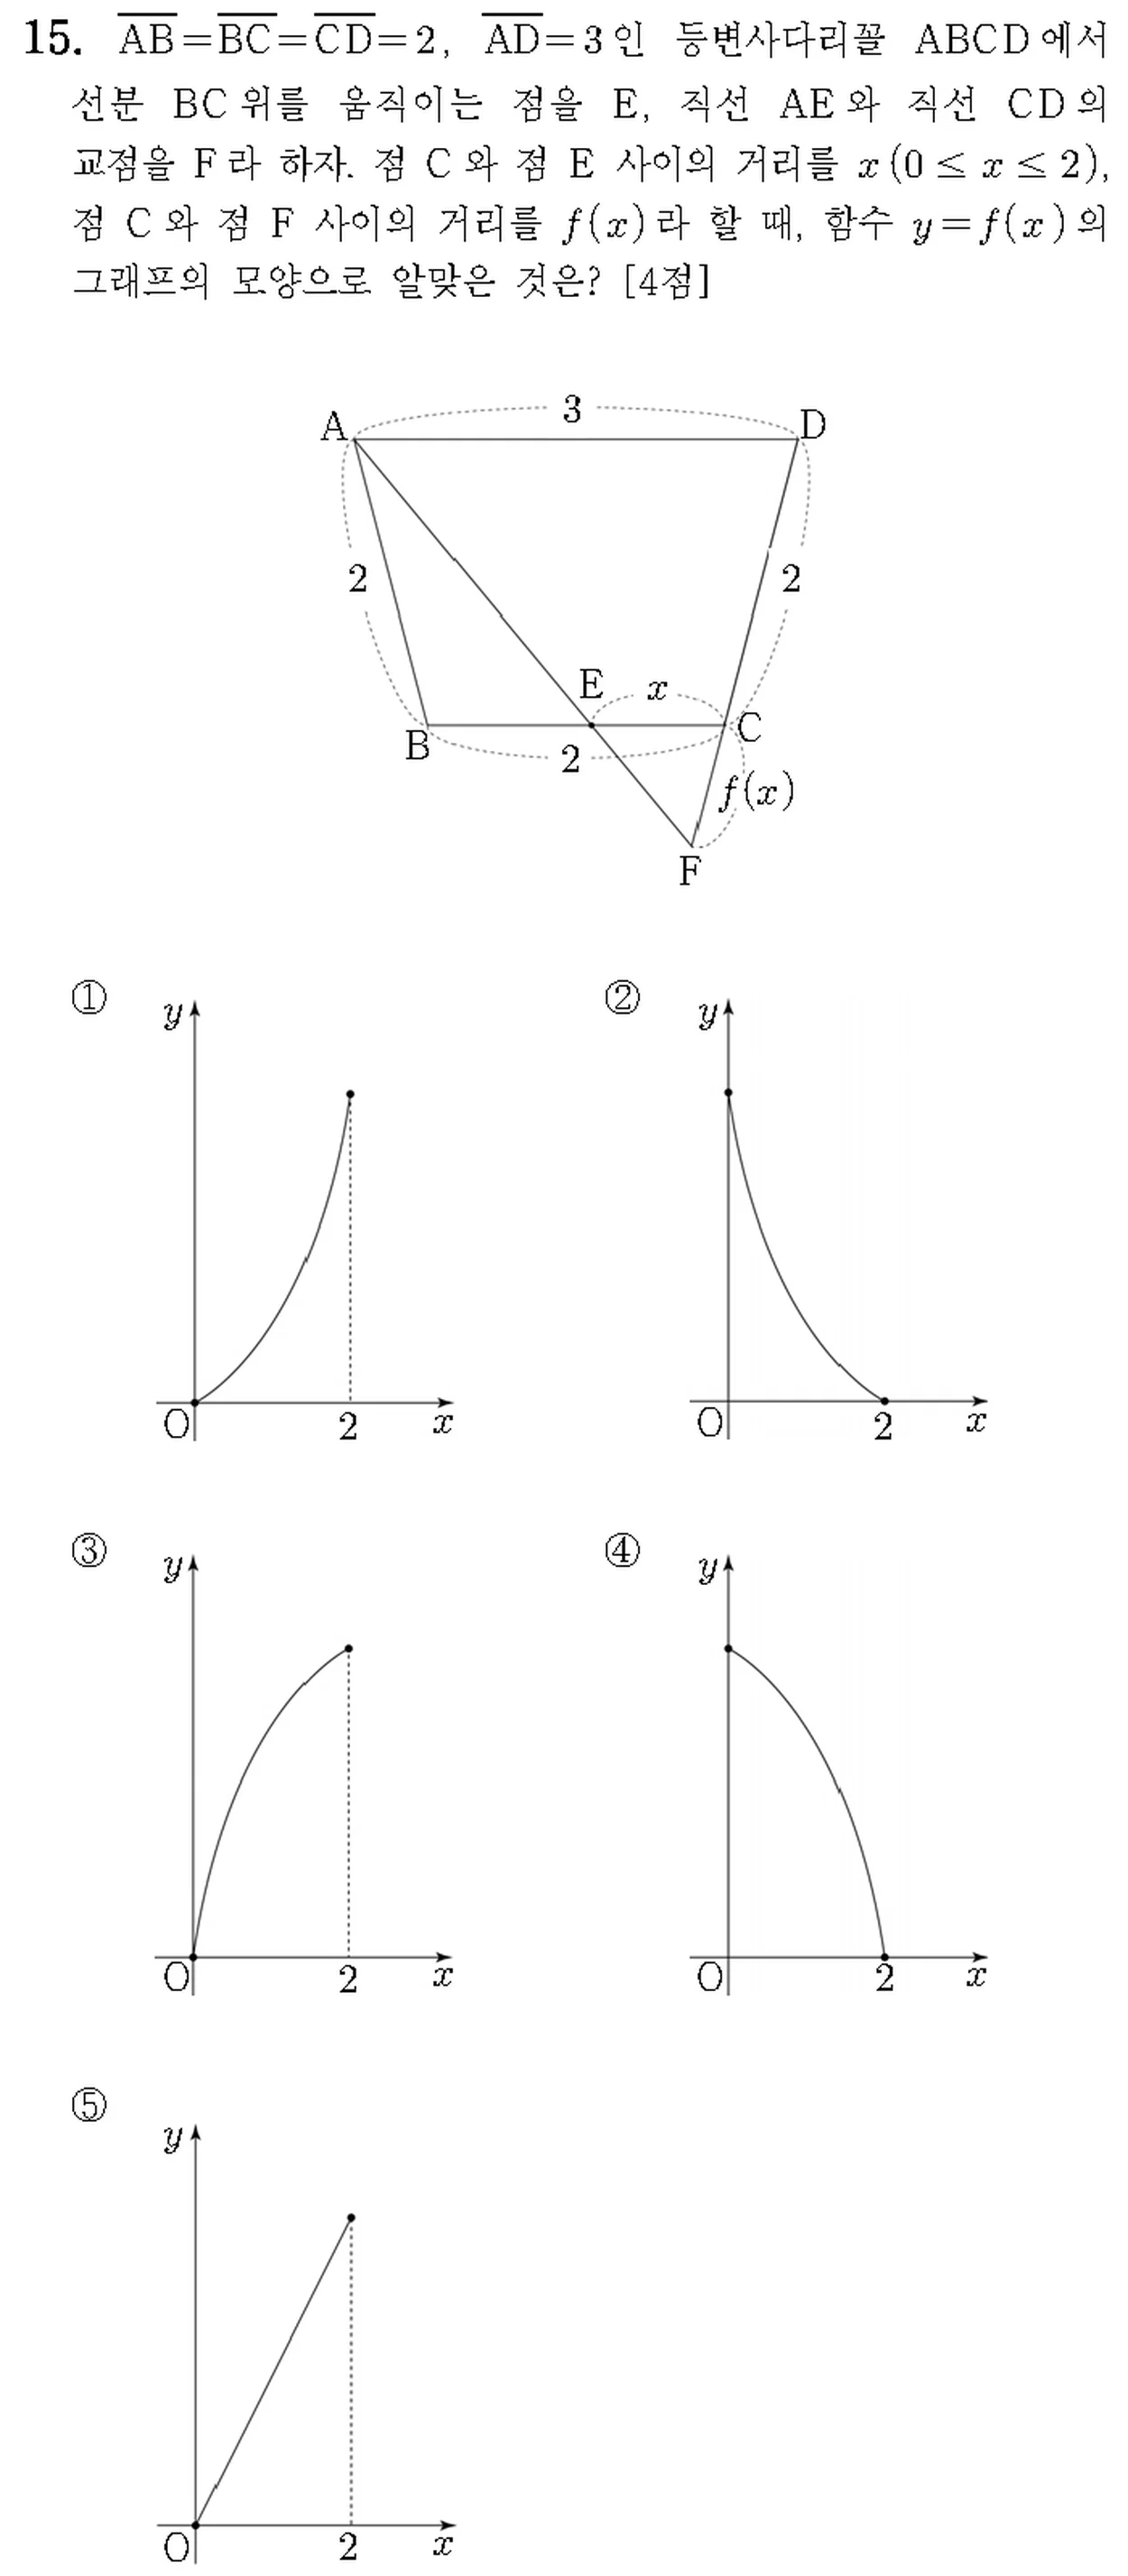 15. AB=BC=CD=2, AD=3인 등변사다리꼴 ABCD에서
선분 BC위를 움직이는 점을 E, 직선 AE와 직선 CD의
교점을 F라 하자. 점 C와 점 E 사이의 거리를 x(0≤x≤2),
점 C와 점 F 사이의 거리를 f(x)라 할 때, 함수 y=f(x)의
그래프의 모양으로 알맞은 것은? [4점]
A 3 D
2 2
E x
B 2 C
f(x)
F
① ②
y y
O 2 x O 2 x
③ ④
y y
O 2 x O 2 x
⑤
y
O 2 x